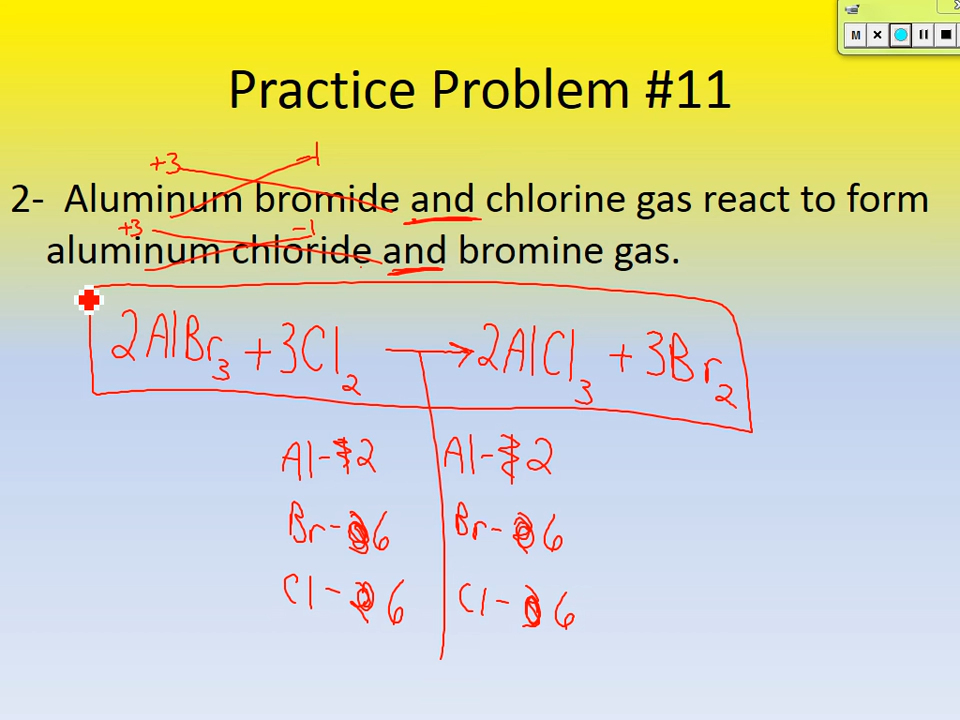 M
Practice Problem #11
+3 -1
2- Aluminum bromide and chlorine gas react to form
+3 -1
aluminum chloride and bromine gas.
2AlBr3 + 3Cl2 → 2AlCl3 + 3Br2
Al-2 Al-2
Br-6 Br-6
Cl-6 Cl-6